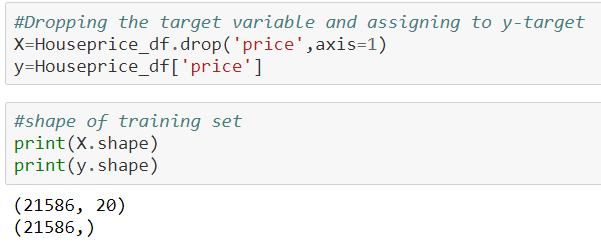 #Dropping the target variable and assigning to y-target
X=Houseprice_df.drop('price',axis=1)
y=Houseprice_df['price']
#shape of training set
print(X.shape)
print(y.shape)
(21586, 20)
(21586,)